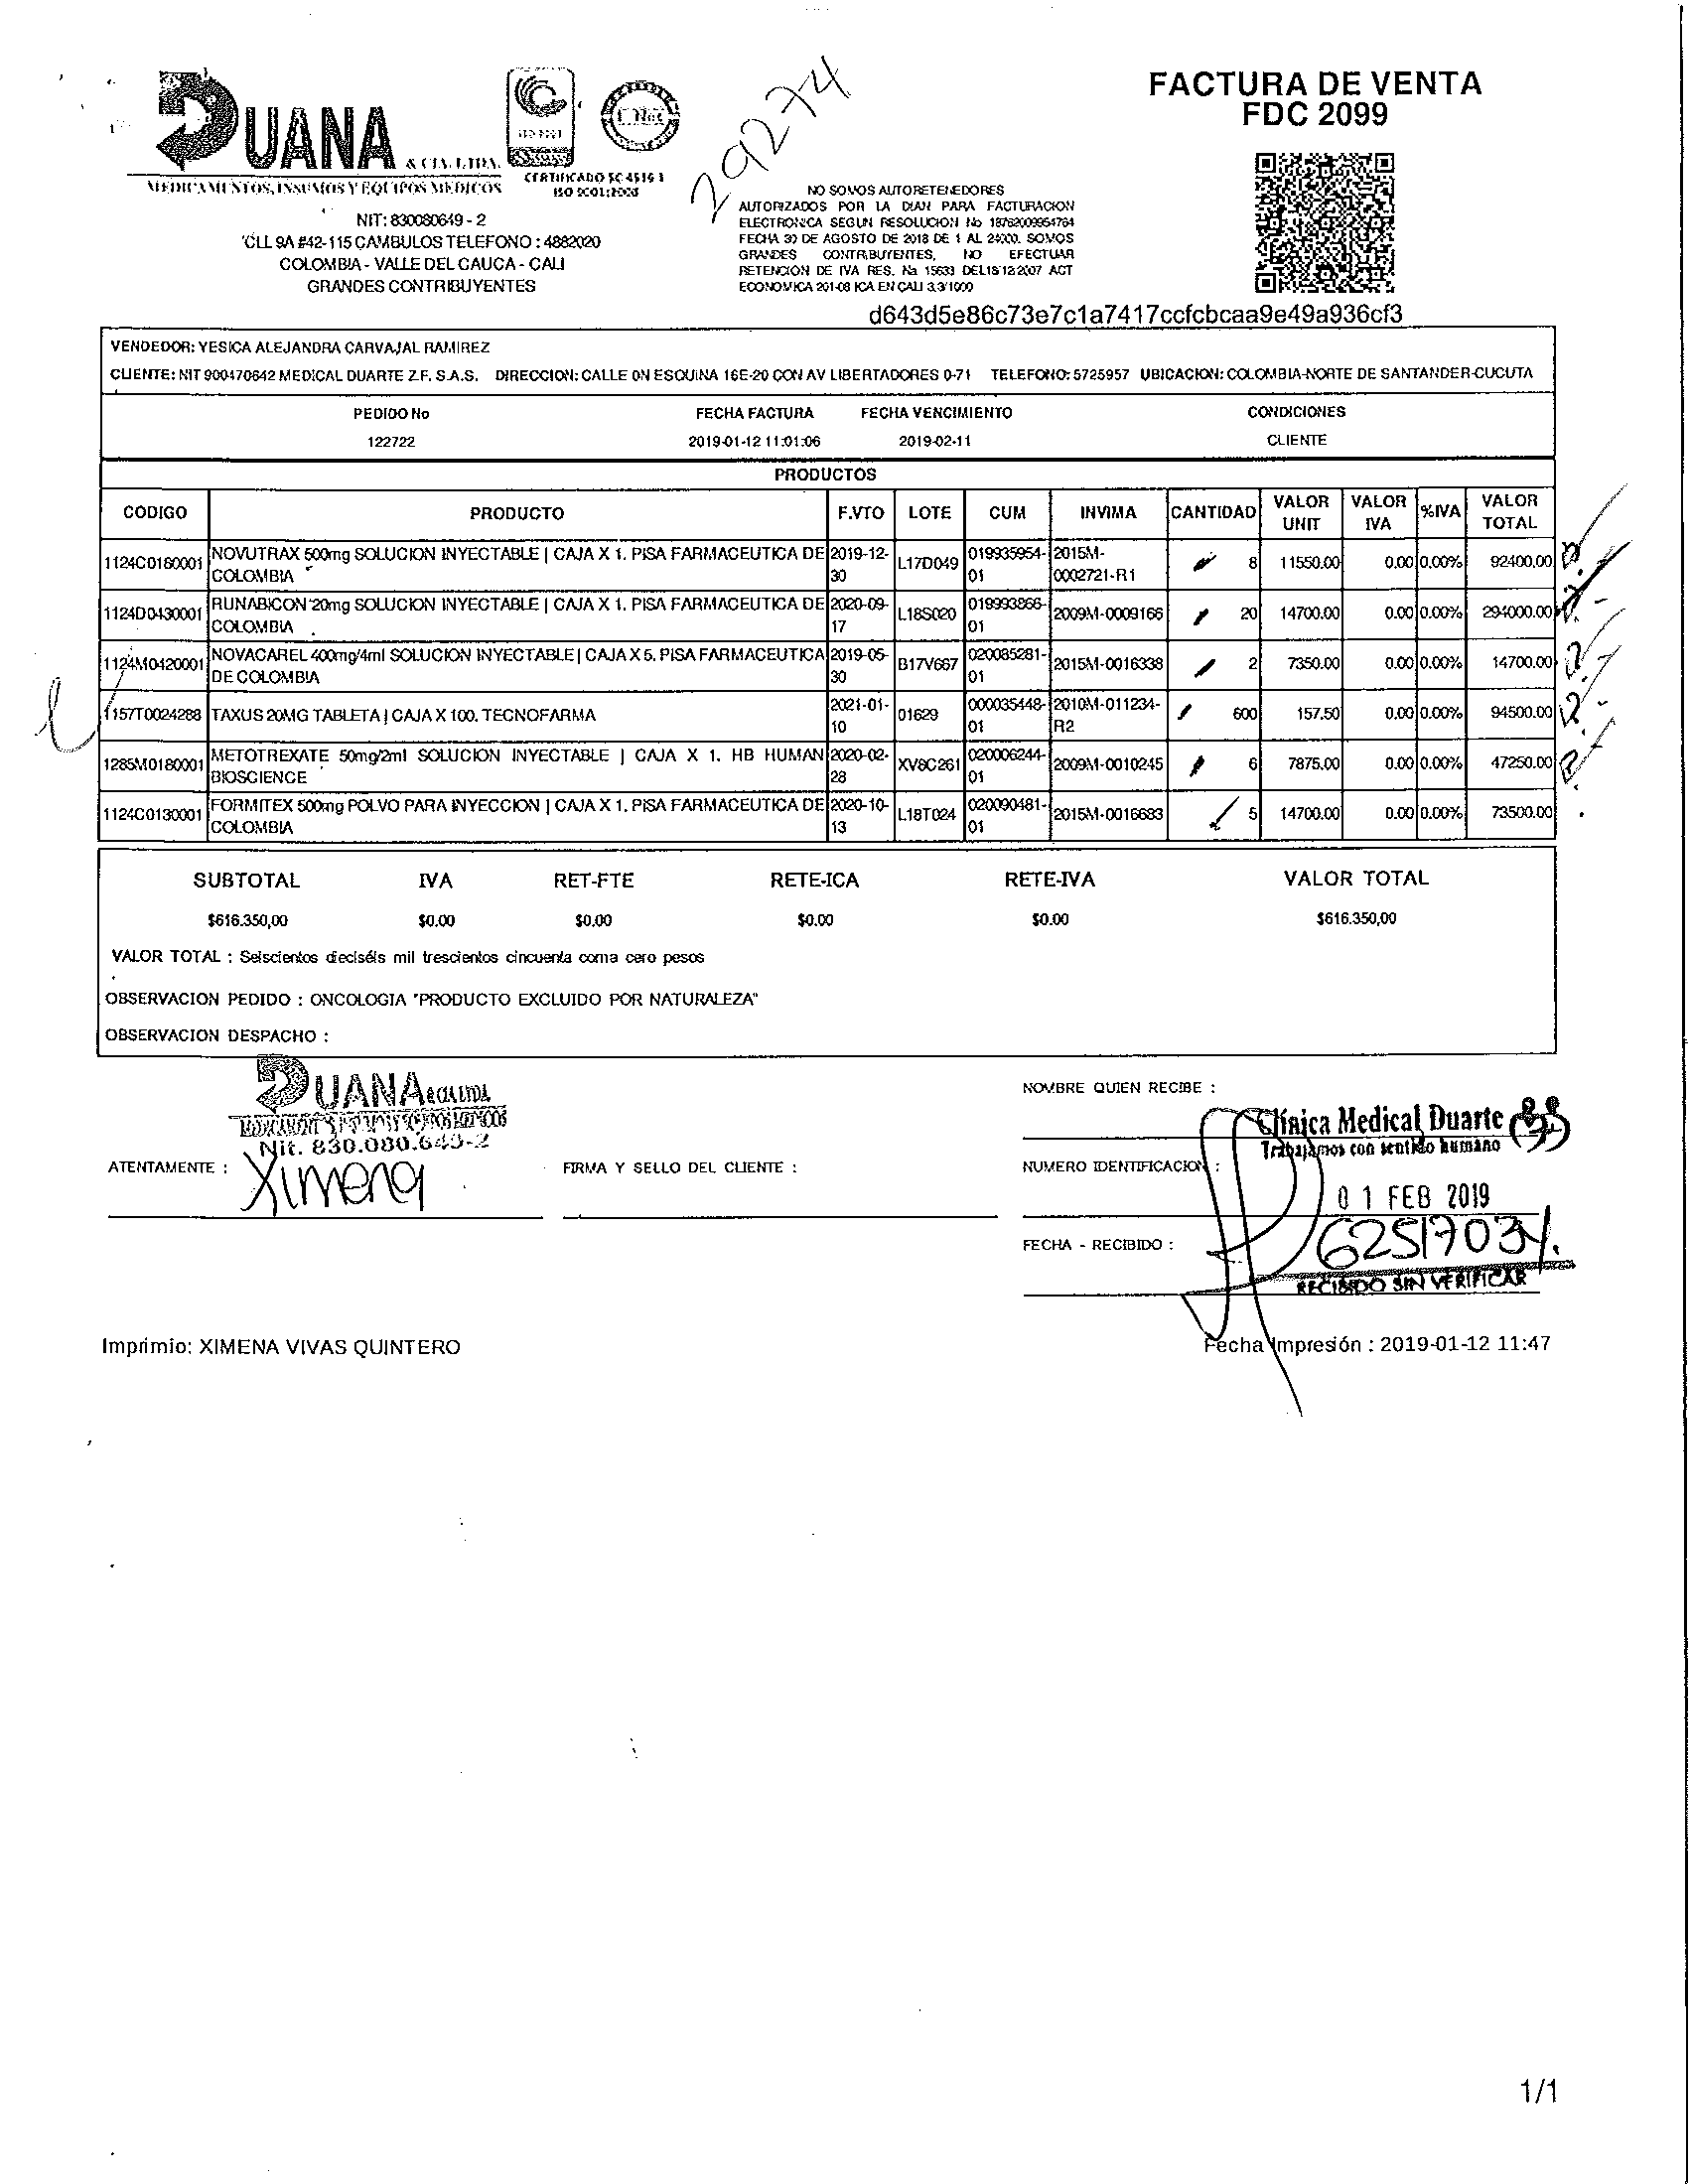 DUANA
& CIA. LTDA.
MEDICAMENTOS, INSUMOS Y EQUIPOS MEDICOS
CERTIFICADO SC 4516 1
ISO 9001:2008
29274
FACTURA DE VENTA
FDC 2099
NIT: 830080649 - 2
CLL 9A #42-115 CAMBULOS TELEFONO : 4882020
COLOMBIA - VALLE DEL CAUCA - CALI
GRANDES CONTRIBUYENTES
NO SOMOS AUTORETENEDORES
AUTORIZADOS POR LA DIAN PARA FACTURACION
ELECTRONICA SEGUN RESOLUCION No 18762009954764
FECHA 30 DE AGOSTO DE 2018 DE 1 AL 24000. SOMOS
GRANDES CONTRIBUYENTES, NO EFECTUAR
RETENCION DE IVA RES. Na 15633 DEL18/12/2007 ACT
ECONOMICA 201-08 ICA EN CALI 3.3/1000
d643d5e86c73e7c1a7417ccfcbcaa9e49a936cf3
VENDEDOR: YESICA ALEJANDRA CARVAJAL RAMIREZ
CLIENTE: NIT 900470642 MEDICAL DUARTE Z.F. S.A.S. DIRECCION: CALLE 0N ESQUINA 16E-20 CON AV LIBERTADORES 0-71 TELEFONO: 5725957 UBICACION: COLOMBIA-NORTE DE SANTANDER-CUCUTA
PEDIDO No FECHA FACTURA FECHA VENCIMIENTO CONDICIONES
122722 2019-01-12 11:01:06 2019-02-11 CLIENTE
PRODUCTOS
CODIGO PRODUCTO F.VTO LOTE CUM INVIMA CANTIDAD VALOR UNIT VALOR IVA %IVA VALOR TOTAL
1124C0180001 NOVUTRAX 500mg SOLUCION INYECTABLE | CAJA X 1. PISA FARMACEUTICA DE COLOMBIA 2019-12-30 L17D049 019935954-01 2015M-0002721-R1 8 11550.00 0.00 0.00% 92400.00
1124D0430001 RUNABICON 20mg SOLUCION INYECTABLE | CAJA X 1. PISA FARMACEUTICA DE COLOMBIA 2020-09-17 L18S020 019993866-01 2009M-0009166 20 14700.00 0.00 0.00% 294000.00
1124M0420001 NOVACAREL 400mg/4ml SOLUCION INYECTABLE | CAJA X 5. PISA FARMACEUTICA DE COLOMBIA 2019-05-30 B17V667 020085281-01 2015M-0016338 2 7350.00 0.00 0.00% 14700.00
1157T0024288 TAXUS 20MG TABLETA | CAJA X 100. TECNOFARMA 2021-01-10 01629 000035448-01 2010M-011234-R2 600 157.50 0.00 0.00% 94500.00
1285M0180001 METOTREXATE 50mg/2ml SOLUCION INYECTABLE | CAJA X 1. HB HUMAN BIOSCIENCE 2020-02-28 XV8C261 020006244-01 2009M-0010245 6 7875.00 0.00 0.00% 47250.00
1124C0130001 FORMITEX 500mg POLVO PARA INYECCION | CAJA X 1. PISA FARMACEUTICA DE COLOMBIA 2020-10-13 L18T024 020090481-01 2015M-0016683 5 14700.00 0.00 0.00% 73500.00
SUBTOTAL IVA RET-FTE RETE-ICA RETE-IVA VALOR TOTAL
$616.350,00 $0.00 $0.00 $0.00 $0.00 $616.350,00
VALOR TOTAL : Seiscientos dieciséis mil trescientos cincuenta coma cero pesos
OBSERVACION PEDIDO : ONCOLOGIA "PRODUCTO EXCLUIDO POR NATURALEZA"
OBSERVACION DESPACHO :
DUANA & CIA LTDA
Nit. 830.080.649-2
NOMBRE QUIEN RECIBE :
Clínica Medical Duarte
Trabajamos con sentido humano
ATENTAMENTE : Ximena
FIRMA Y SELLO DEL CLIENTE :
NUMERO IDENTIFICACION :
01 FEB 2019
FECHA - RECIBIDO :
RECIBIDO SIN VERIFICAR
Imprimio: XIMENA VIVAS QUINTERO
Fecha Impresión : 2019-01-12 11:47
1/1